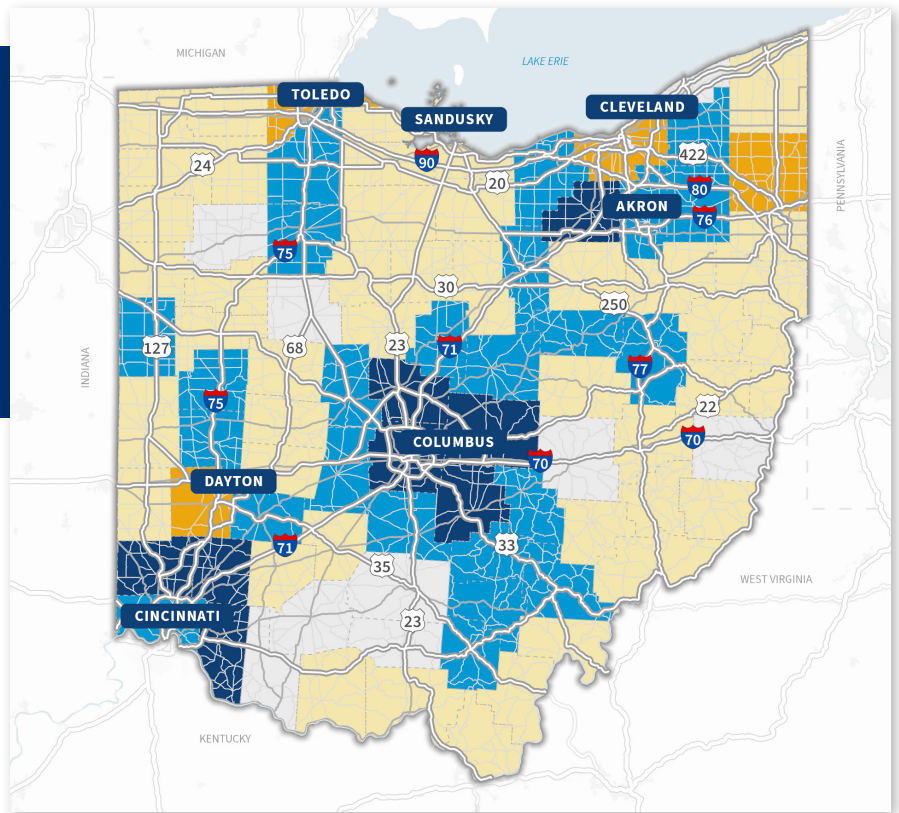 MICHIGAN
LAKE ERIE
TOLEDO
CLEVELAND
SANDUSKY
422
90
24
20
80
PENNSYLVANIA
AKRON
76
75
30
250
127
68
23
71
INDIANA
77
75
22
COLUMBUS
70
70
DAYTON
71
33
35
WEST VIRGINIA
CINCINNATI
23
KENTUCKY